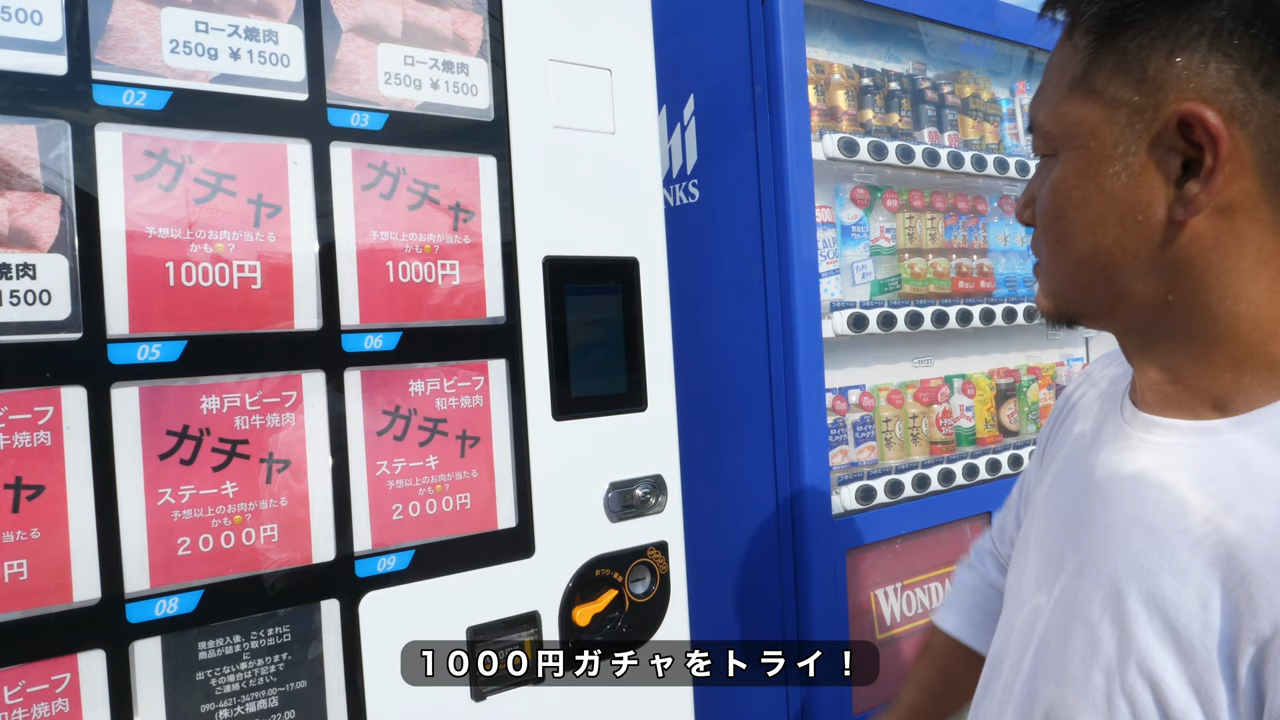 500
ロース焼肉
250g ¥1500
02
ロース焼肉
250g ¥1500
03
焼肉
1500
ガチャ
予想以上のお肉が当たる
かも😋?
1000円
05
ガチャ
予想以上のお肉が当たる
かも😋?
1000円
06
ビーフ
牛焼肉
ャ
当たる
円
神戸ビーフ
和牛焼肉
ガチャ
ステーキ
予想以上のお肉が当たる
かも😋?
2000円
08
神戸ビーフ
和牛焼肉
ガチャ
ステーキ
予想以上のお肉が当たる
かも😋?
2000円
09
ビーフ
牛焼肉
現金投入後、ごくまれに
商品が詰まり取り出し口
に
出てこない事があります。
その場合は下記まで
ご連絡ください。
090-4621-3479(9.00〜17.00)
(株)大福商店
22.00
hi
NKS
十六茶
WONDA
1000円ガチャをトライ!